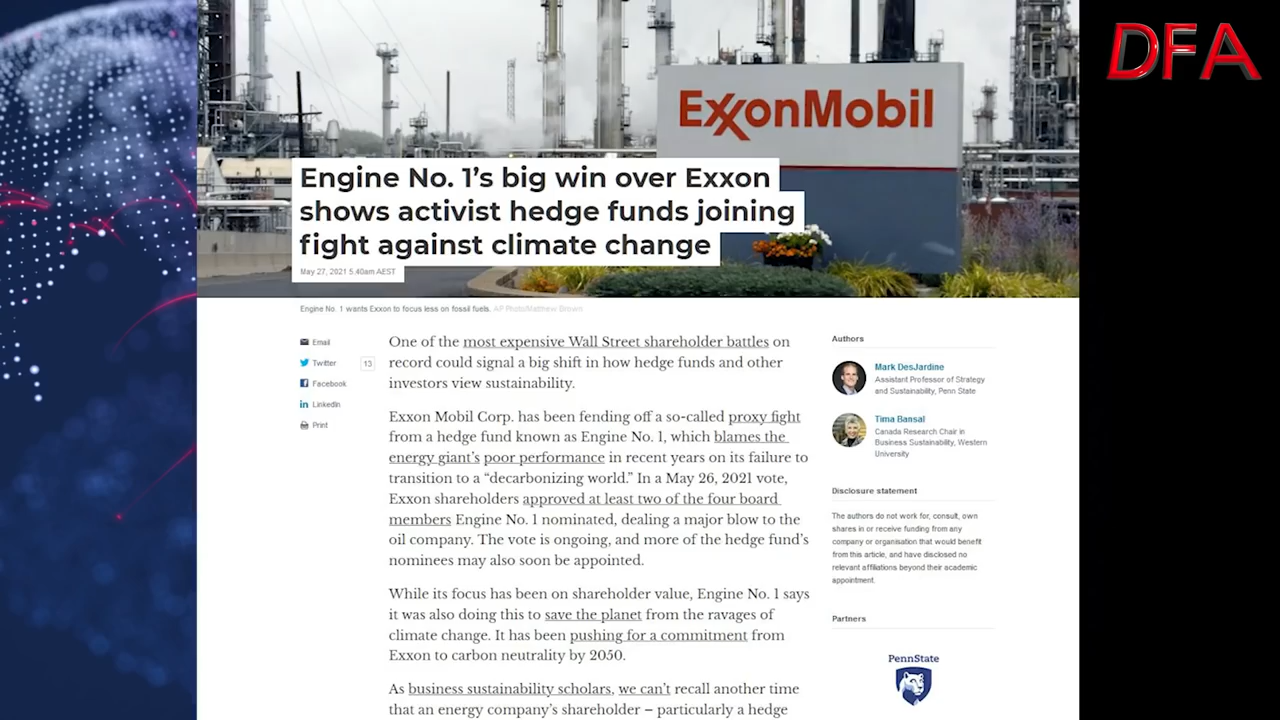 DFA
ExxonMobil
Engine No. 1's big win over Exxon
shows activist hedge funds joining
fight against climate change
May 27, 2021 5.40am AEST
Engine No. 1 wants Exxon to focus less on fossil fuels. AP Photo/Matthew Brown
Email
Twitter 13
Facebook
LinkedIn
Print
One of the most expensive Wall Street shareholder battles on
record could signal a big shift in how hedge funds and other
investors view sustainability.
Exxon Mobil Corp. has been fending off a so-called proxy fight
from a hedge fund known as Engine No. 1, which blames the
energy giant's poor performance in recent years on its failure to
transition to a “decarbonizing world.” In a May 26, 2021 vote,
Exxon shareholders approved at least two of the four board
members Engine No. 1 nominated, dealing a major blow to the
oil company. The vote is ongoing, and more of the hedge fund's
nominees may also soon be appointed.
While its focus has been on shareholder value, Engine No. 1 says
it was also doing this to save the planet from the ravages of
climate change. It has been pushing for a commitment from
Exxon to carbon neutrality by 2050.
As business sustainability scholars, we can't recall another time
that an energy company's shareholder – particularly a hedge
Authors
Mark DesJardine
Assistant Professor of Strategy
and Sustainability, Penn State
Tima Bansal
Canada Research Chair in
Business Sustainability, Western
University
Disclosure statement
The authors do not work for, consult, own
shares in or receive funding from any
company or organisation that would benefit
from this article, and have disclosed no
relevant affiliations beyond their academic
appointment.
Partners
PennState